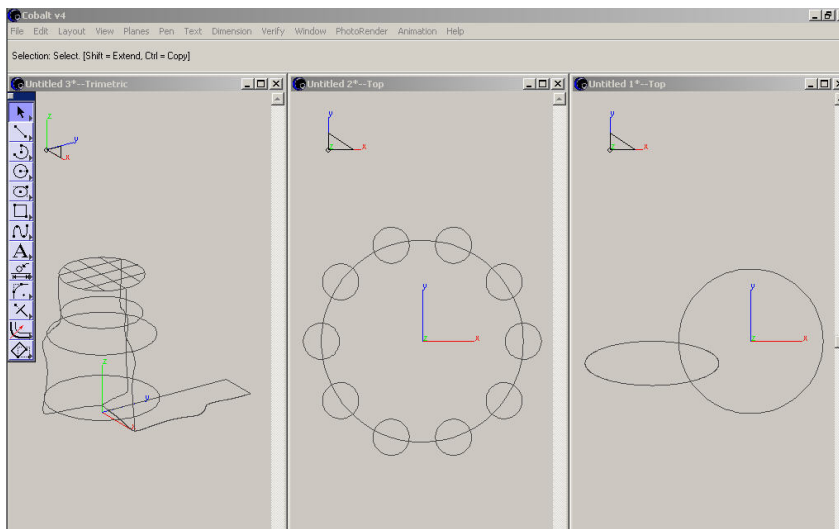 Cobalt v4
File Edit Layout View Planes Pen Text Dimension Verify Window PhotoRender Animation Help
Selection: Select. [Shift = Extend, Ctrl = Copy]
Untitled 3*--Trimetric
z
y
x
A
z
y
x
Untitled 2*--Top
y
z
x
y
z
x
Untitled 1*--Top
y
z
x
y
z
x